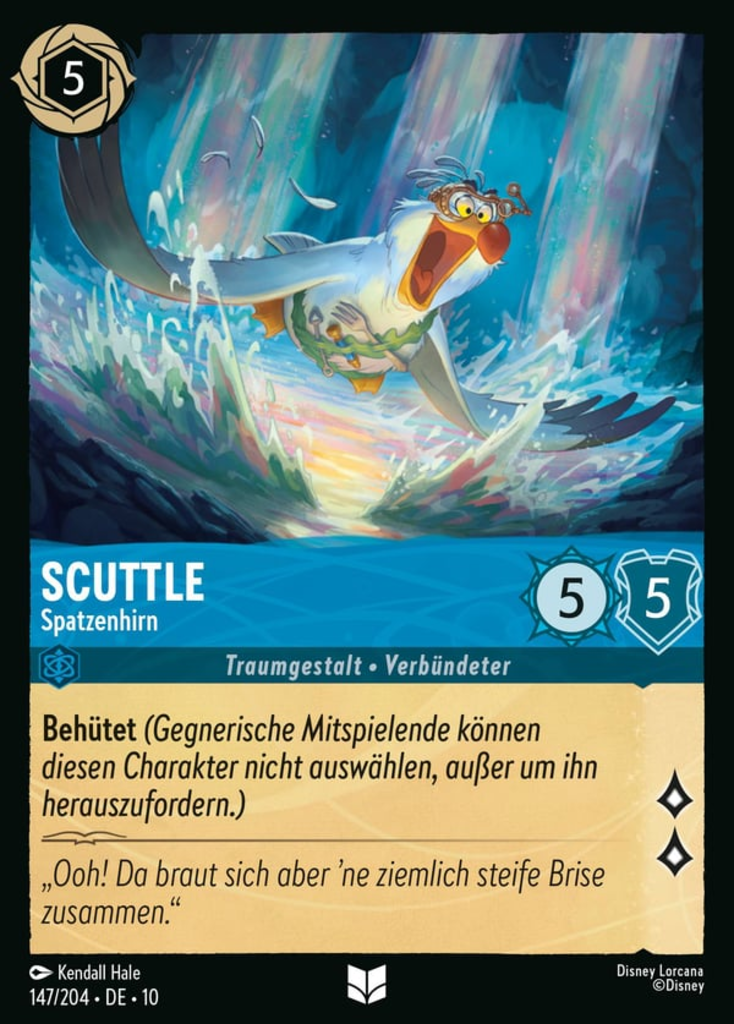 5
SCUTTLE
Spatzenhirn
5
5
Traumgestalt • Verbündeter
Behütet (Gegnerische Mitspielende können
diesen Charakter nicht auswählen, außer um ihn
herauszufordern.)
„Ooh! Da braut sich aber ’ne ziemlich steife Brise
zusammen.“
Kendall Hale
147/204 • DE • 10
Disney Lorcana
©Disney